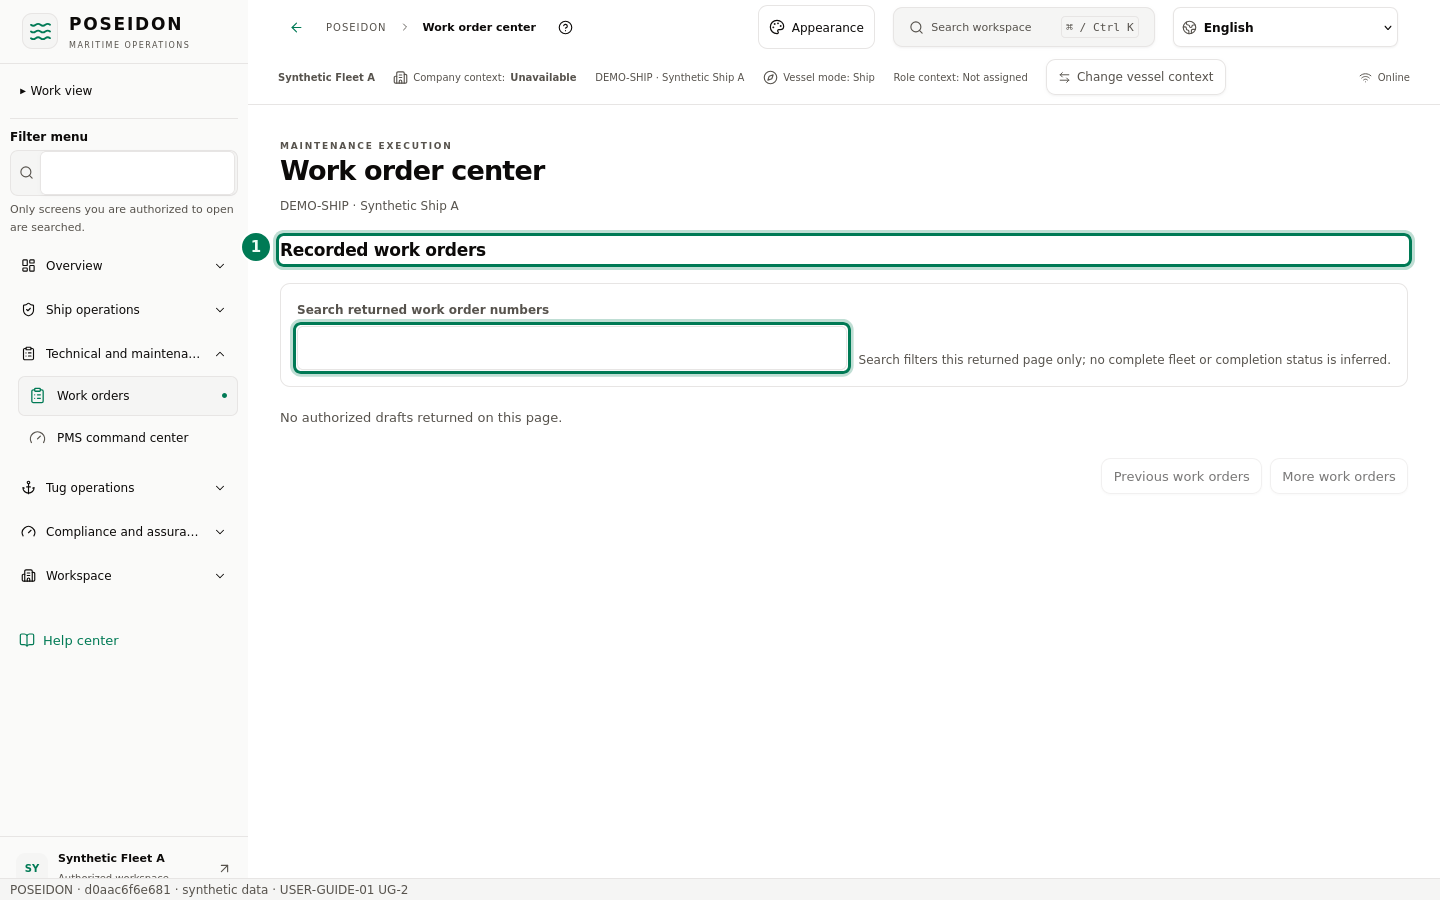 POSEIDON
MARITIME OPERATIONS
▸ Work view
Filter menu
Only screens you are authorized to open
are searched.
Overview
Ship operations
Technical and maintena...
Work orders
PMS command center
Tug operations
Compliance and assura...
Workspace
Help center
SY
Synthetic Fleet A
POSEIDON > Work order center
Appearance
Search workspace
⌘ / Ctrl K
English
Synthetic Fleet A
Company context: Unavailable
DEMO-SHIP · Synthetic Ship A
Vessel mode: Ship
Role context: Not assigned
Change vessel context
Online
MAINTENANCE EXECUTION
Work order center
DEMO-SHIP · Synthetic Ship A
1
Recorded work orders
Search returned work order numbers
Search filters this returned page only; no complete fleet or completion status is inferred.
No authorized drafts returned on this page.
Previous work orders
More work orders
POSEIDON · d0aac6f6e681 · synthetic data · USER-GUIDE-01 UG-2